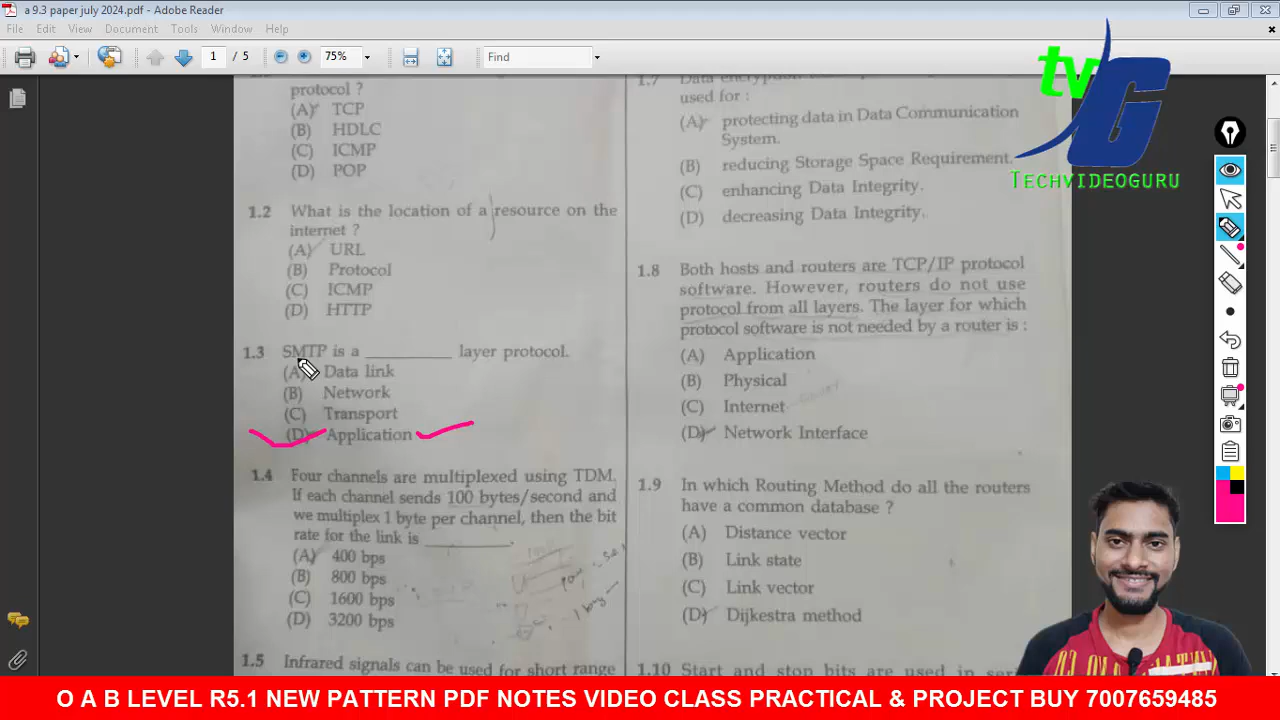 a 9.3 paper july 2024.pdf - Adobe Reader
File Edit View Document Tools Window Help
1 / 5 75% Find
protocol ?
(A) TCP
(B) HDLC
(C) ICMP
(D) POP
1.2 What is the location of a resource on the
internet ?
(A) URL
(B) Protocol
(C) ICMP
(D) HTTP
1.3 SMTP is a ________ layer protocol.
(A) Data link
(B) Network
(C) Transport
(D) Application
1.4 Four channels are multiplexed using TDM.
If each channel sends 100 bytes/second and
we multiplex 1 byte per channel, then the bit
rate for the link is ________.
(A) 400 bps
(B) 800 bps
(C) 1600 bps
(D) 3200 bps
1.5 Infrared signals can be used for short range
1.7 Data encryption
used for :
(A) protecting data in Data Communication
System.
(B) reducing Storage Space Requirement.
(C) enhancing Data Integrity.
(D) decreasing Data Integrity.
1.8 Both hosts and routers are TCP/IP protocol
software. However, routers do not use
protocol from all layers. The layer for which
protocol software is not needed by a router is :
(A) Application
(B) Physical
(C) Internet
(D) Network Interface
1.9 In which Routing Method do all the routers
have a common database ?
(A) Distance vector
(B) Link state
(C) Link vector
(D) Dijkestra method
1.10 Start and stop bits are used in
tvG
TECHVIDEOGURU
O A B LEVEL R5.1 NEW PATTERN PDF NOTES VIDEO CLASS PRACTICAL & PROJECT BUY 7007659485